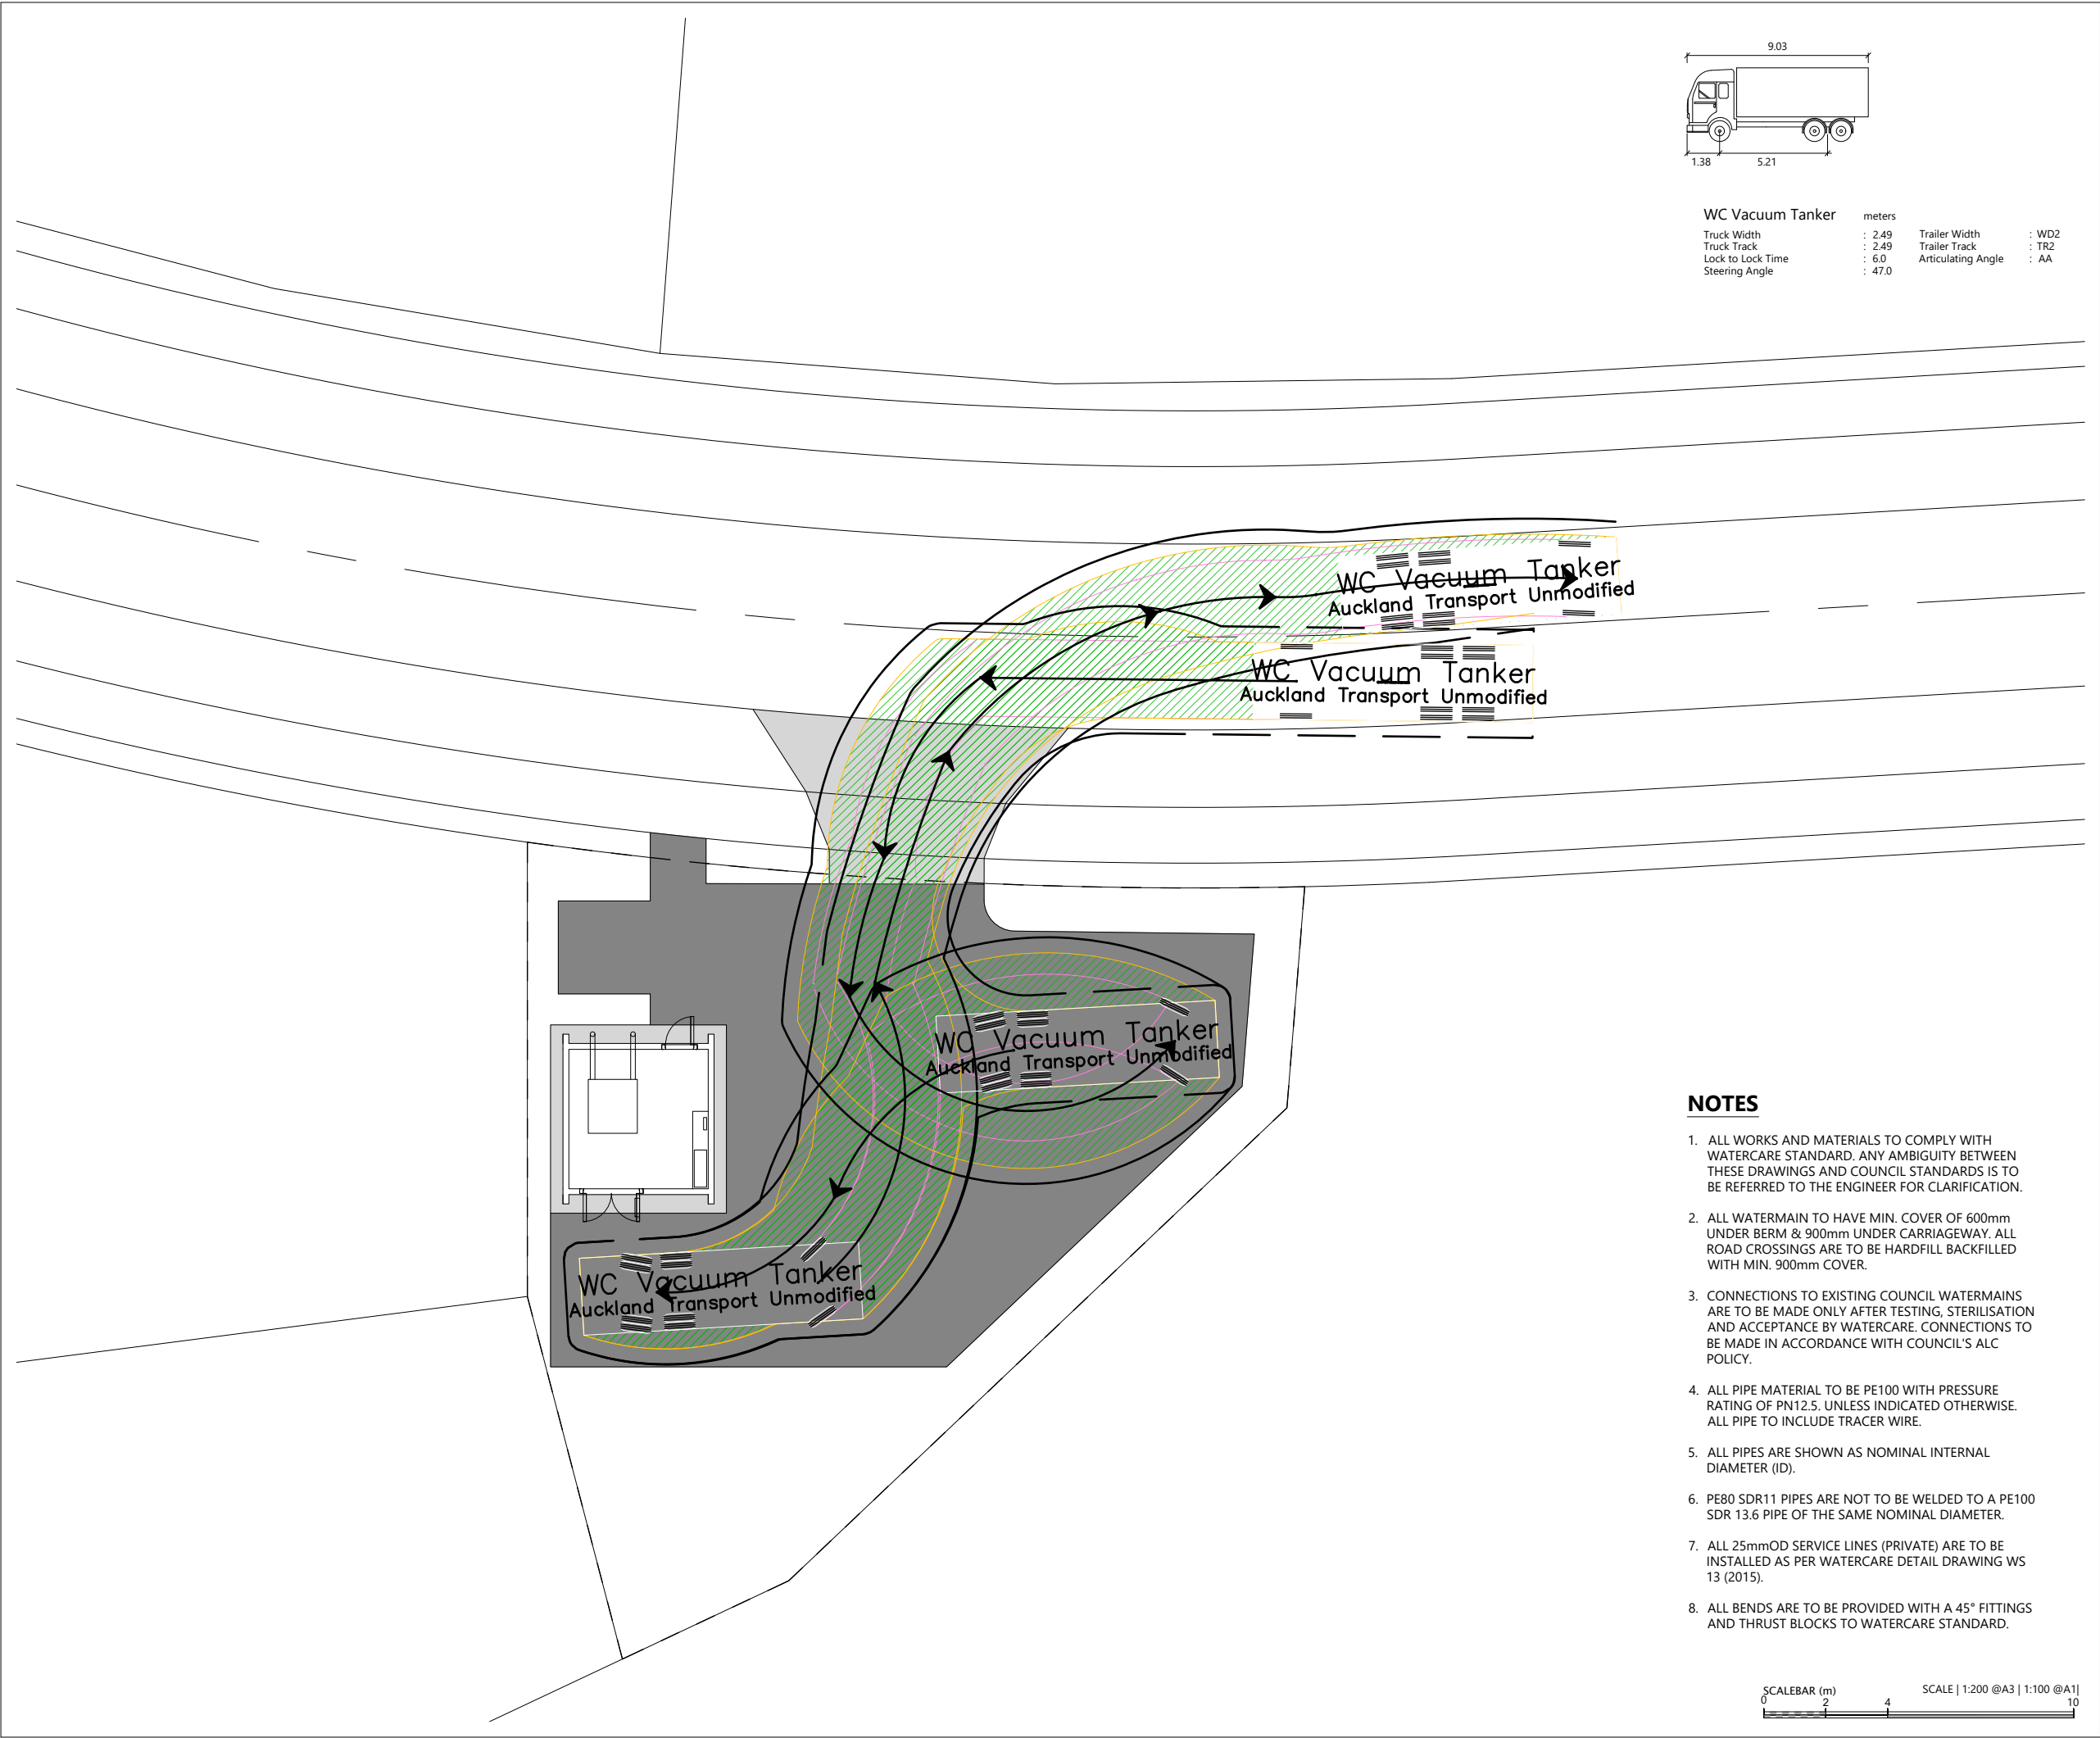 9.03
1.38 5.21
WC Vacuum Tanker meters
Truck Width : 2.49 Trailer Width : WD2
Truck Track : 2.49 Trailer Track : TR2
Lock to Lock Time : 6.0 Articulating Angle : AA
Steering Angle : 47.0
WC Vacuum Tanker
Auckland Transport Unmodified
WC Vacuum Tanker
Auckland Transport Unmodified
WC Vacuum Tanker
Auckland Transport Unmodified
WC Vacuum Tanker
Auckland Transport Unmodified
NOTES
1. ALL WORKS AND MATERIALS TO COMPLY WITH
WATERCARE STANDARD. ANY AMBIGUITY BETWEEN
THESE DRAWINGS AND COUNCIL STANDARDS IS TO
BE REFERRED TO THE ENGINEER FOR CLARIFICATION.
2. ALL WATERMAIN TO HAVE MIN. COVER OF 600mm
UNDER BERM & 900mm UNDER CARRIAGEWAY. ALL
ROAD CROSSINGS ARE TO BE HARDFILL BACKFILLED
WITH MIN. 900mm COVER.
3. CONNECTIONS TO EXISTING COUNCIL WATERMAINS
ARE TO BE MADE ONLY AFTER TESTING, STERILISATION
AND ACCEPTANCE BY WATERCARE. CONNECTIONS TO
BE MADE IN ACCORDANCE WITH COUNCIL'S ALC
POLICY.
4. ALL PIPE MATERIAL TO BE PE100 WITH PRESSURE
RATING OF PN12.5. UNLESS INDICATED OTHERWISE.
ALL PIPE TO INCLUDE TRACER WIRE.
5. ALL PIPES ARE SHOWN AS NOMINAL INTERNAL
DIAMETER (ID).
6. PE80 SDR11 PIPES ARE NOT TO BE WELDED TO A PE100
SDR 13.6 PIPE OF THE SAME NOMINAL DIAMETER.
7. ALL 25mmOD SERVICE LINES (PRIVATE) ARE TO BE
INSTALLED AS PER WATERCARE DETAIL DRAWING WS
13 (2015).
8. ALL BENDS ARE TO BE PROVIDED WITH A 45° FITTINGS
AND THRUST BLOCKS TO WATERCARE STANDARD.
SCALEBAR (m) SCALE | 1:200 @A3 | 1:100 @A1|
0 2 4 10